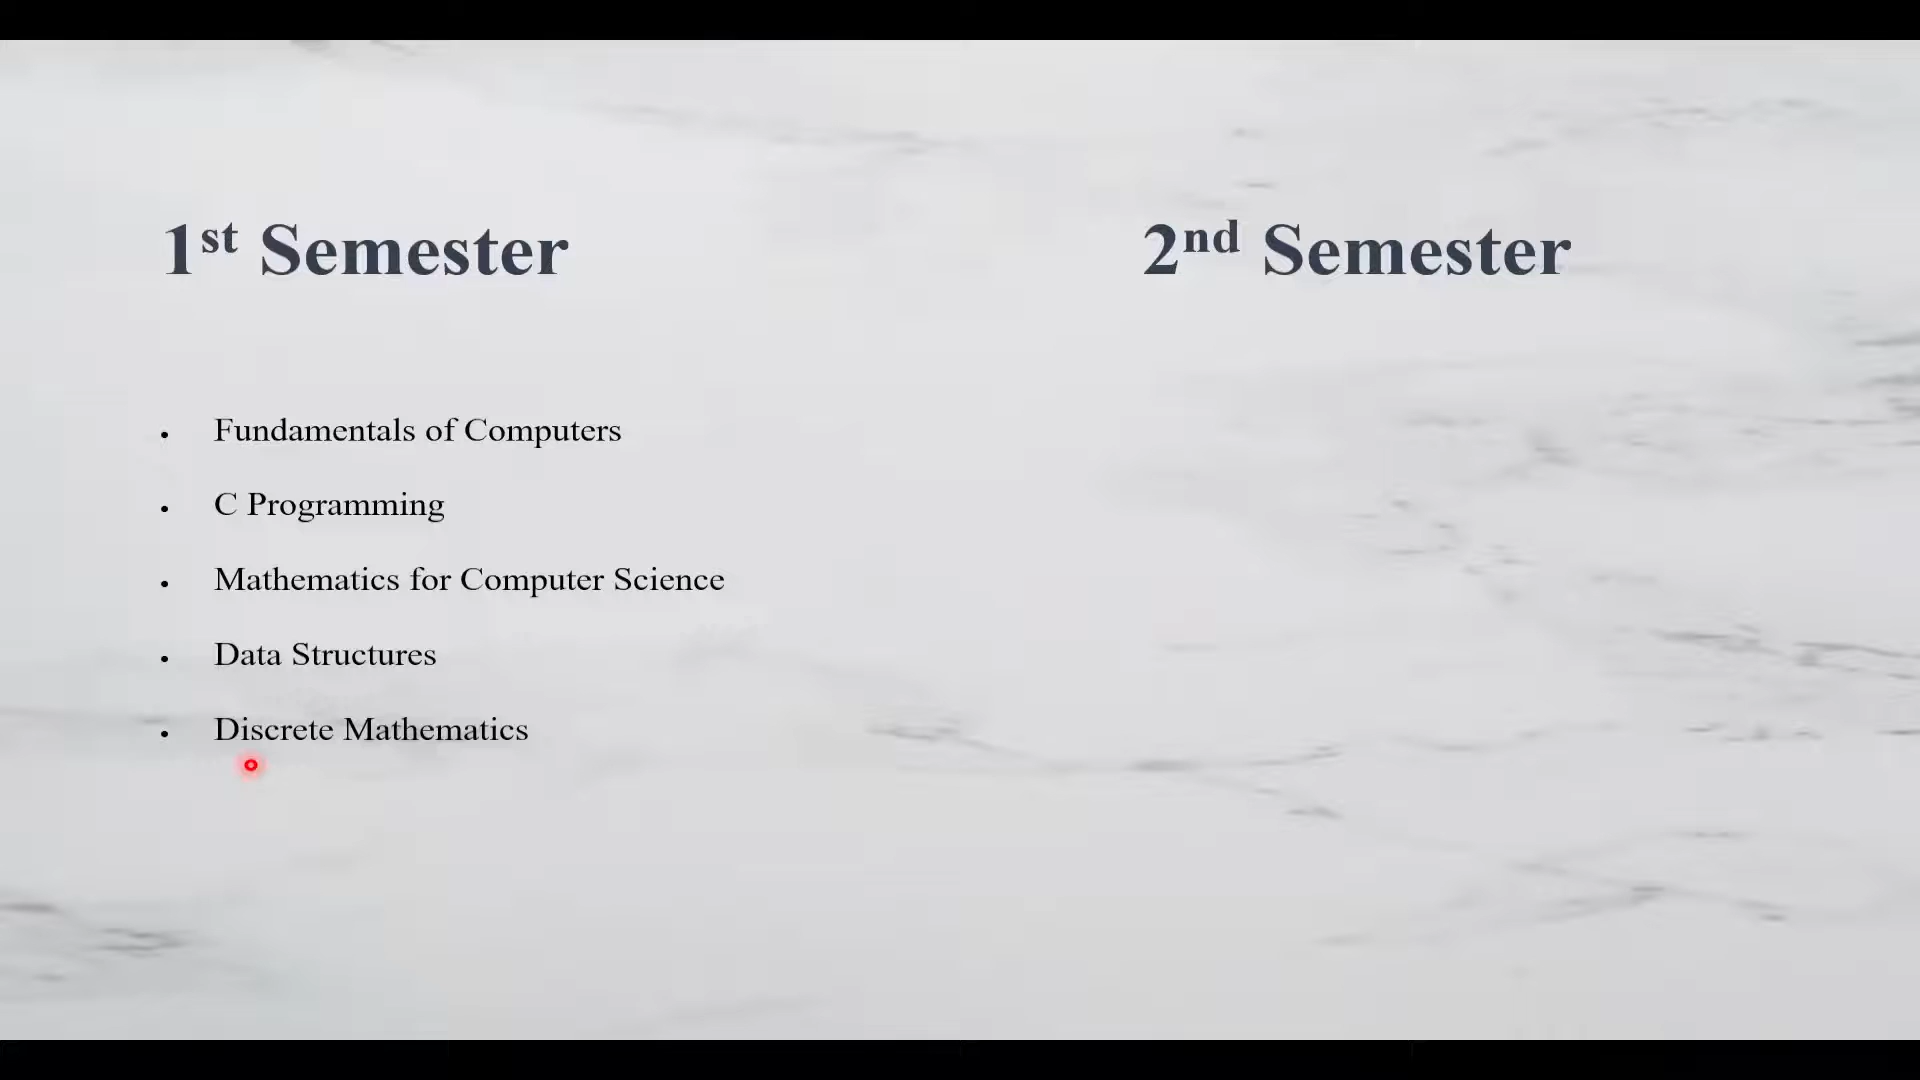 1st Semester
2nd Semester
• Fundamentals of Computers
• C Programming
• Mathematics for Computer Science
• Data Structures
• Discrete Mathematics